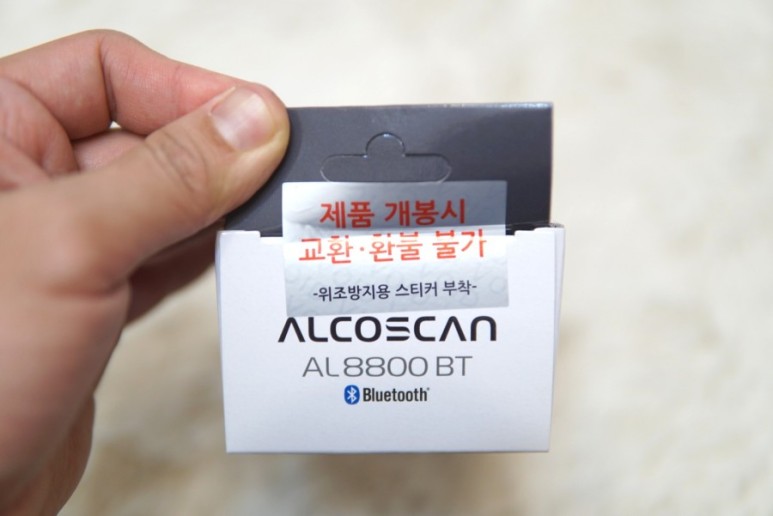 제품 개봉시
교환·환불 불가
-위조방지용 스티커 부착-
ALCOSCAN
AL8800 BT
Bluetooth®